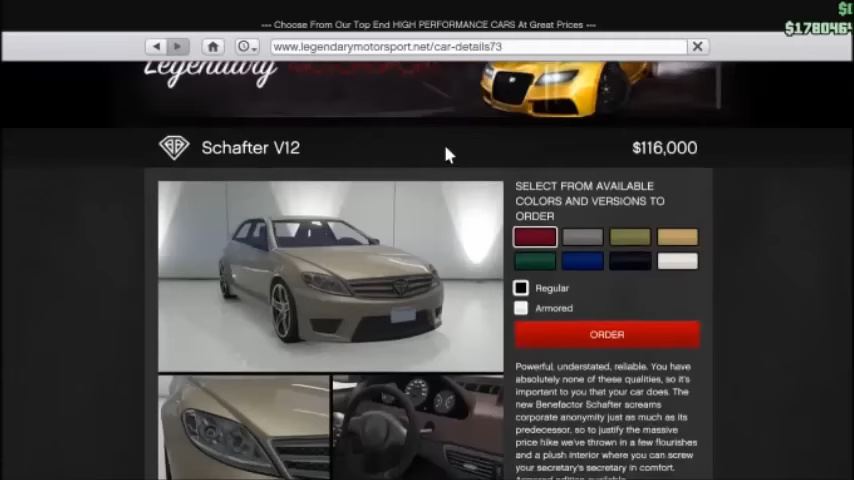 --- Choose From Our Top End HIGH PERFORMANCE CARS At Great Prices ---
www.legendarymotorsport.net/car-details73
Legendary
Schafter V12
$116,000
SELECT FROM AVAILABLE
COLORS AND VERSIONS TO
ORDER
Regular
Armored
ORDER
Powerful, understated, reliable. You have
absolutely none of these qualities, so it's
important to you that your car does. The
new Benefactor Schafter screams
corporate anonymity just as much as its
predecessor, so to justify the massive
price hike we've thrown in a few flourishes
and a plush interior where you can screw
your secretary's secretary in comfort.
Armored edition available.